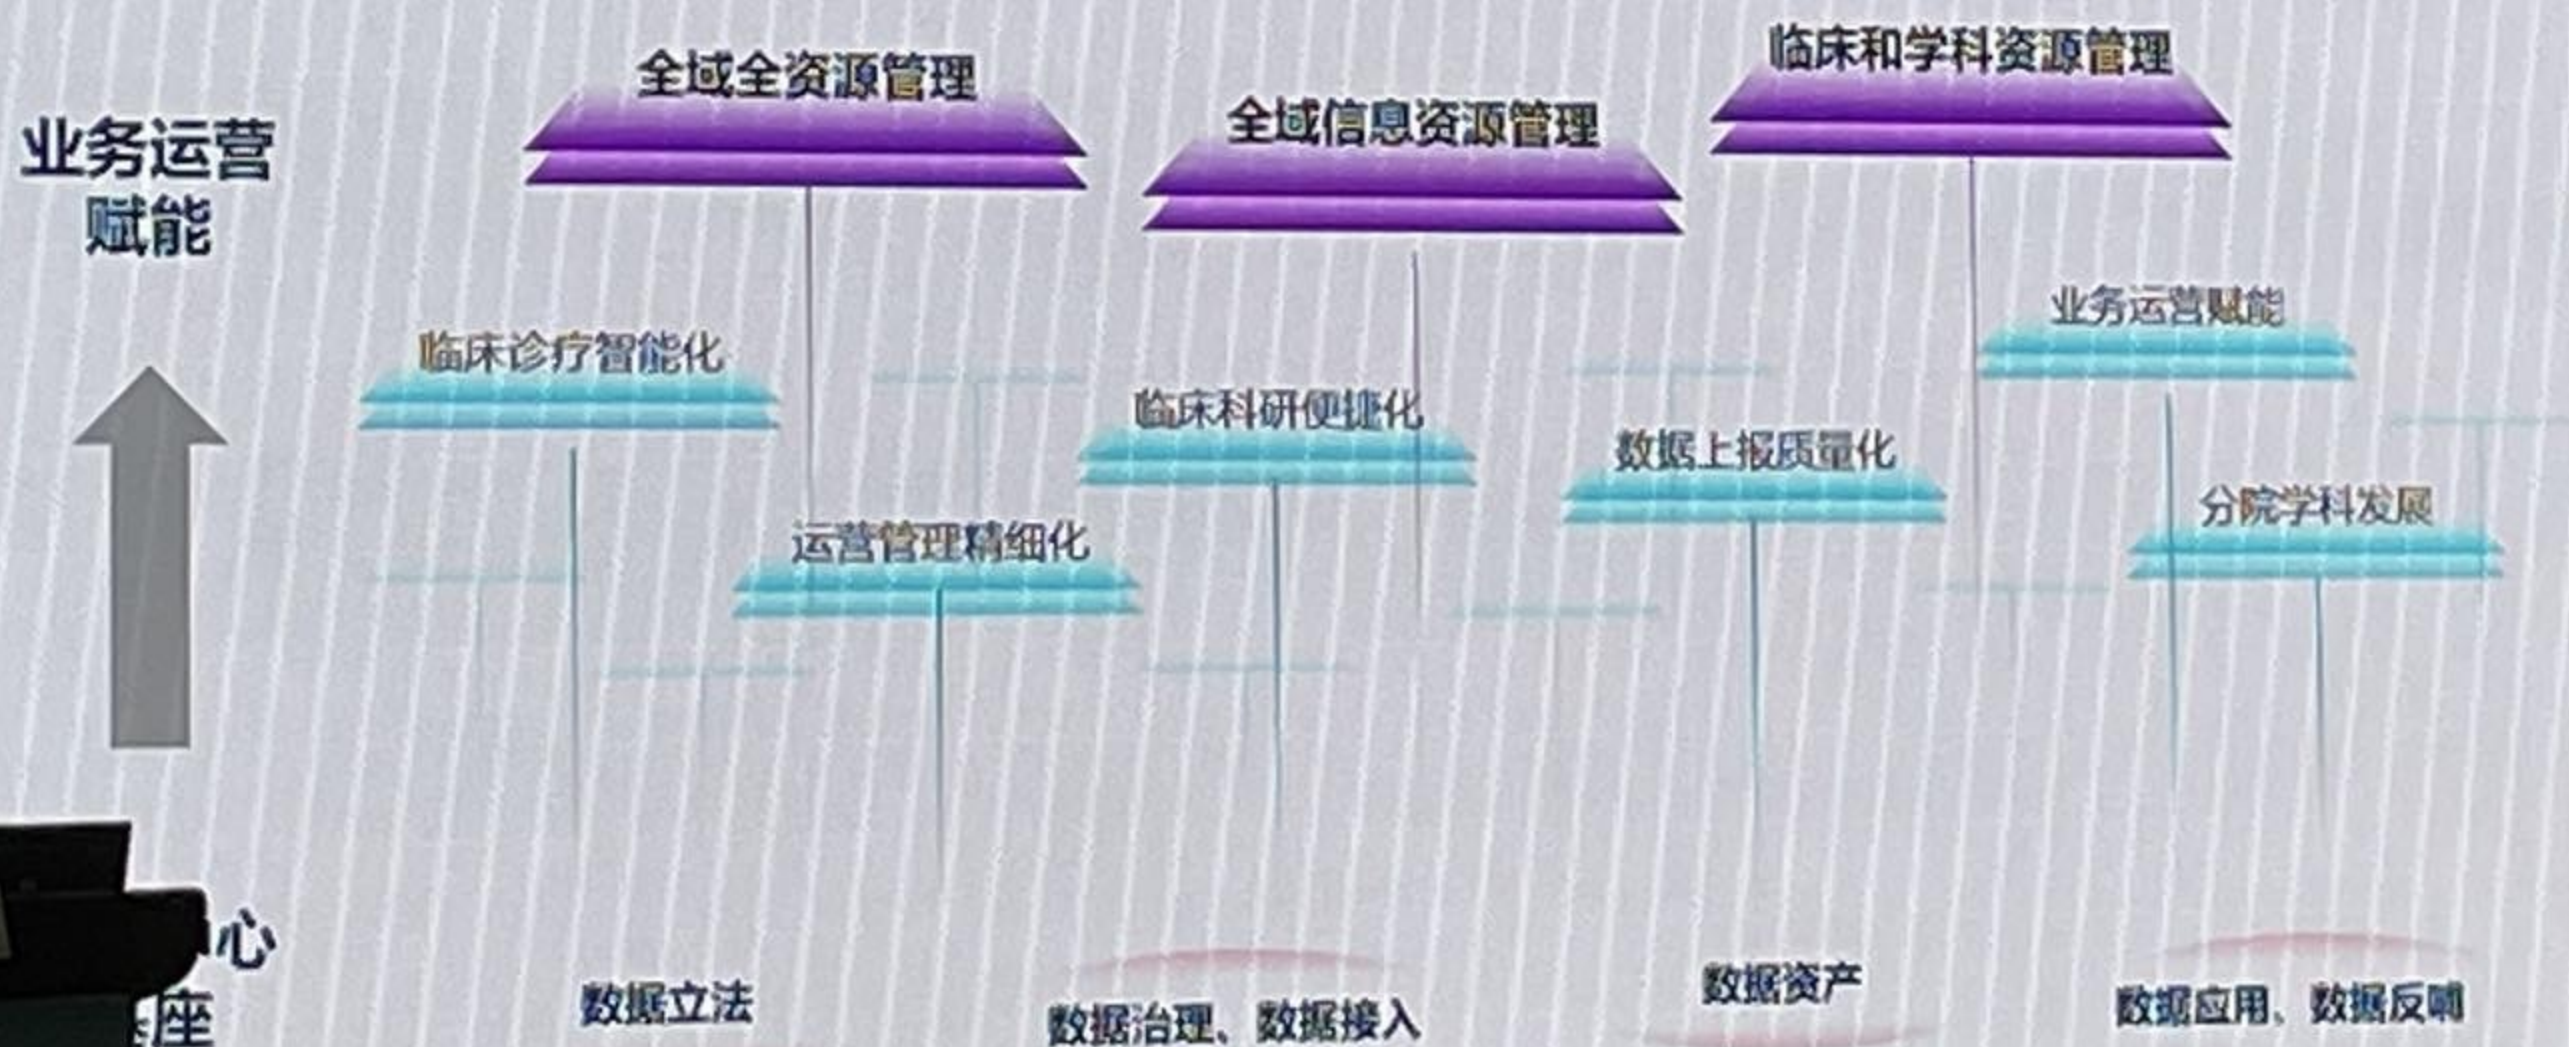 业务运营
赋能
全域全资源管理
全域信息资源管理
临床和学科资源管理
临床诊疗智能化
运营管理精细化
临床科研便捷化
数据上报质量化
业务运营赋能
分院学科发展
心
座
数据立法
数据治理、数据接入
数据资产
数据应用、数据反哺